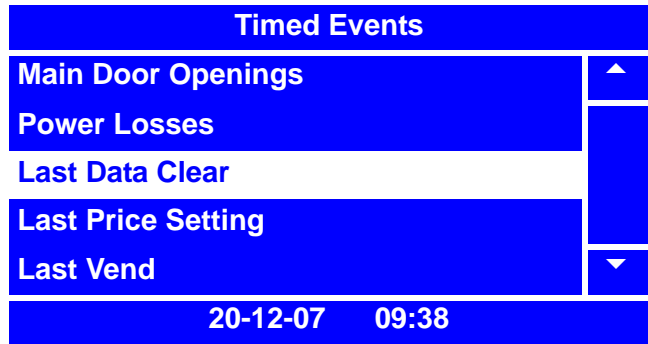 Timed Events
Main Door Openings
Power Losses
Last Data Clear
Last Price Setting
Last Vend
20-12-07 09:38